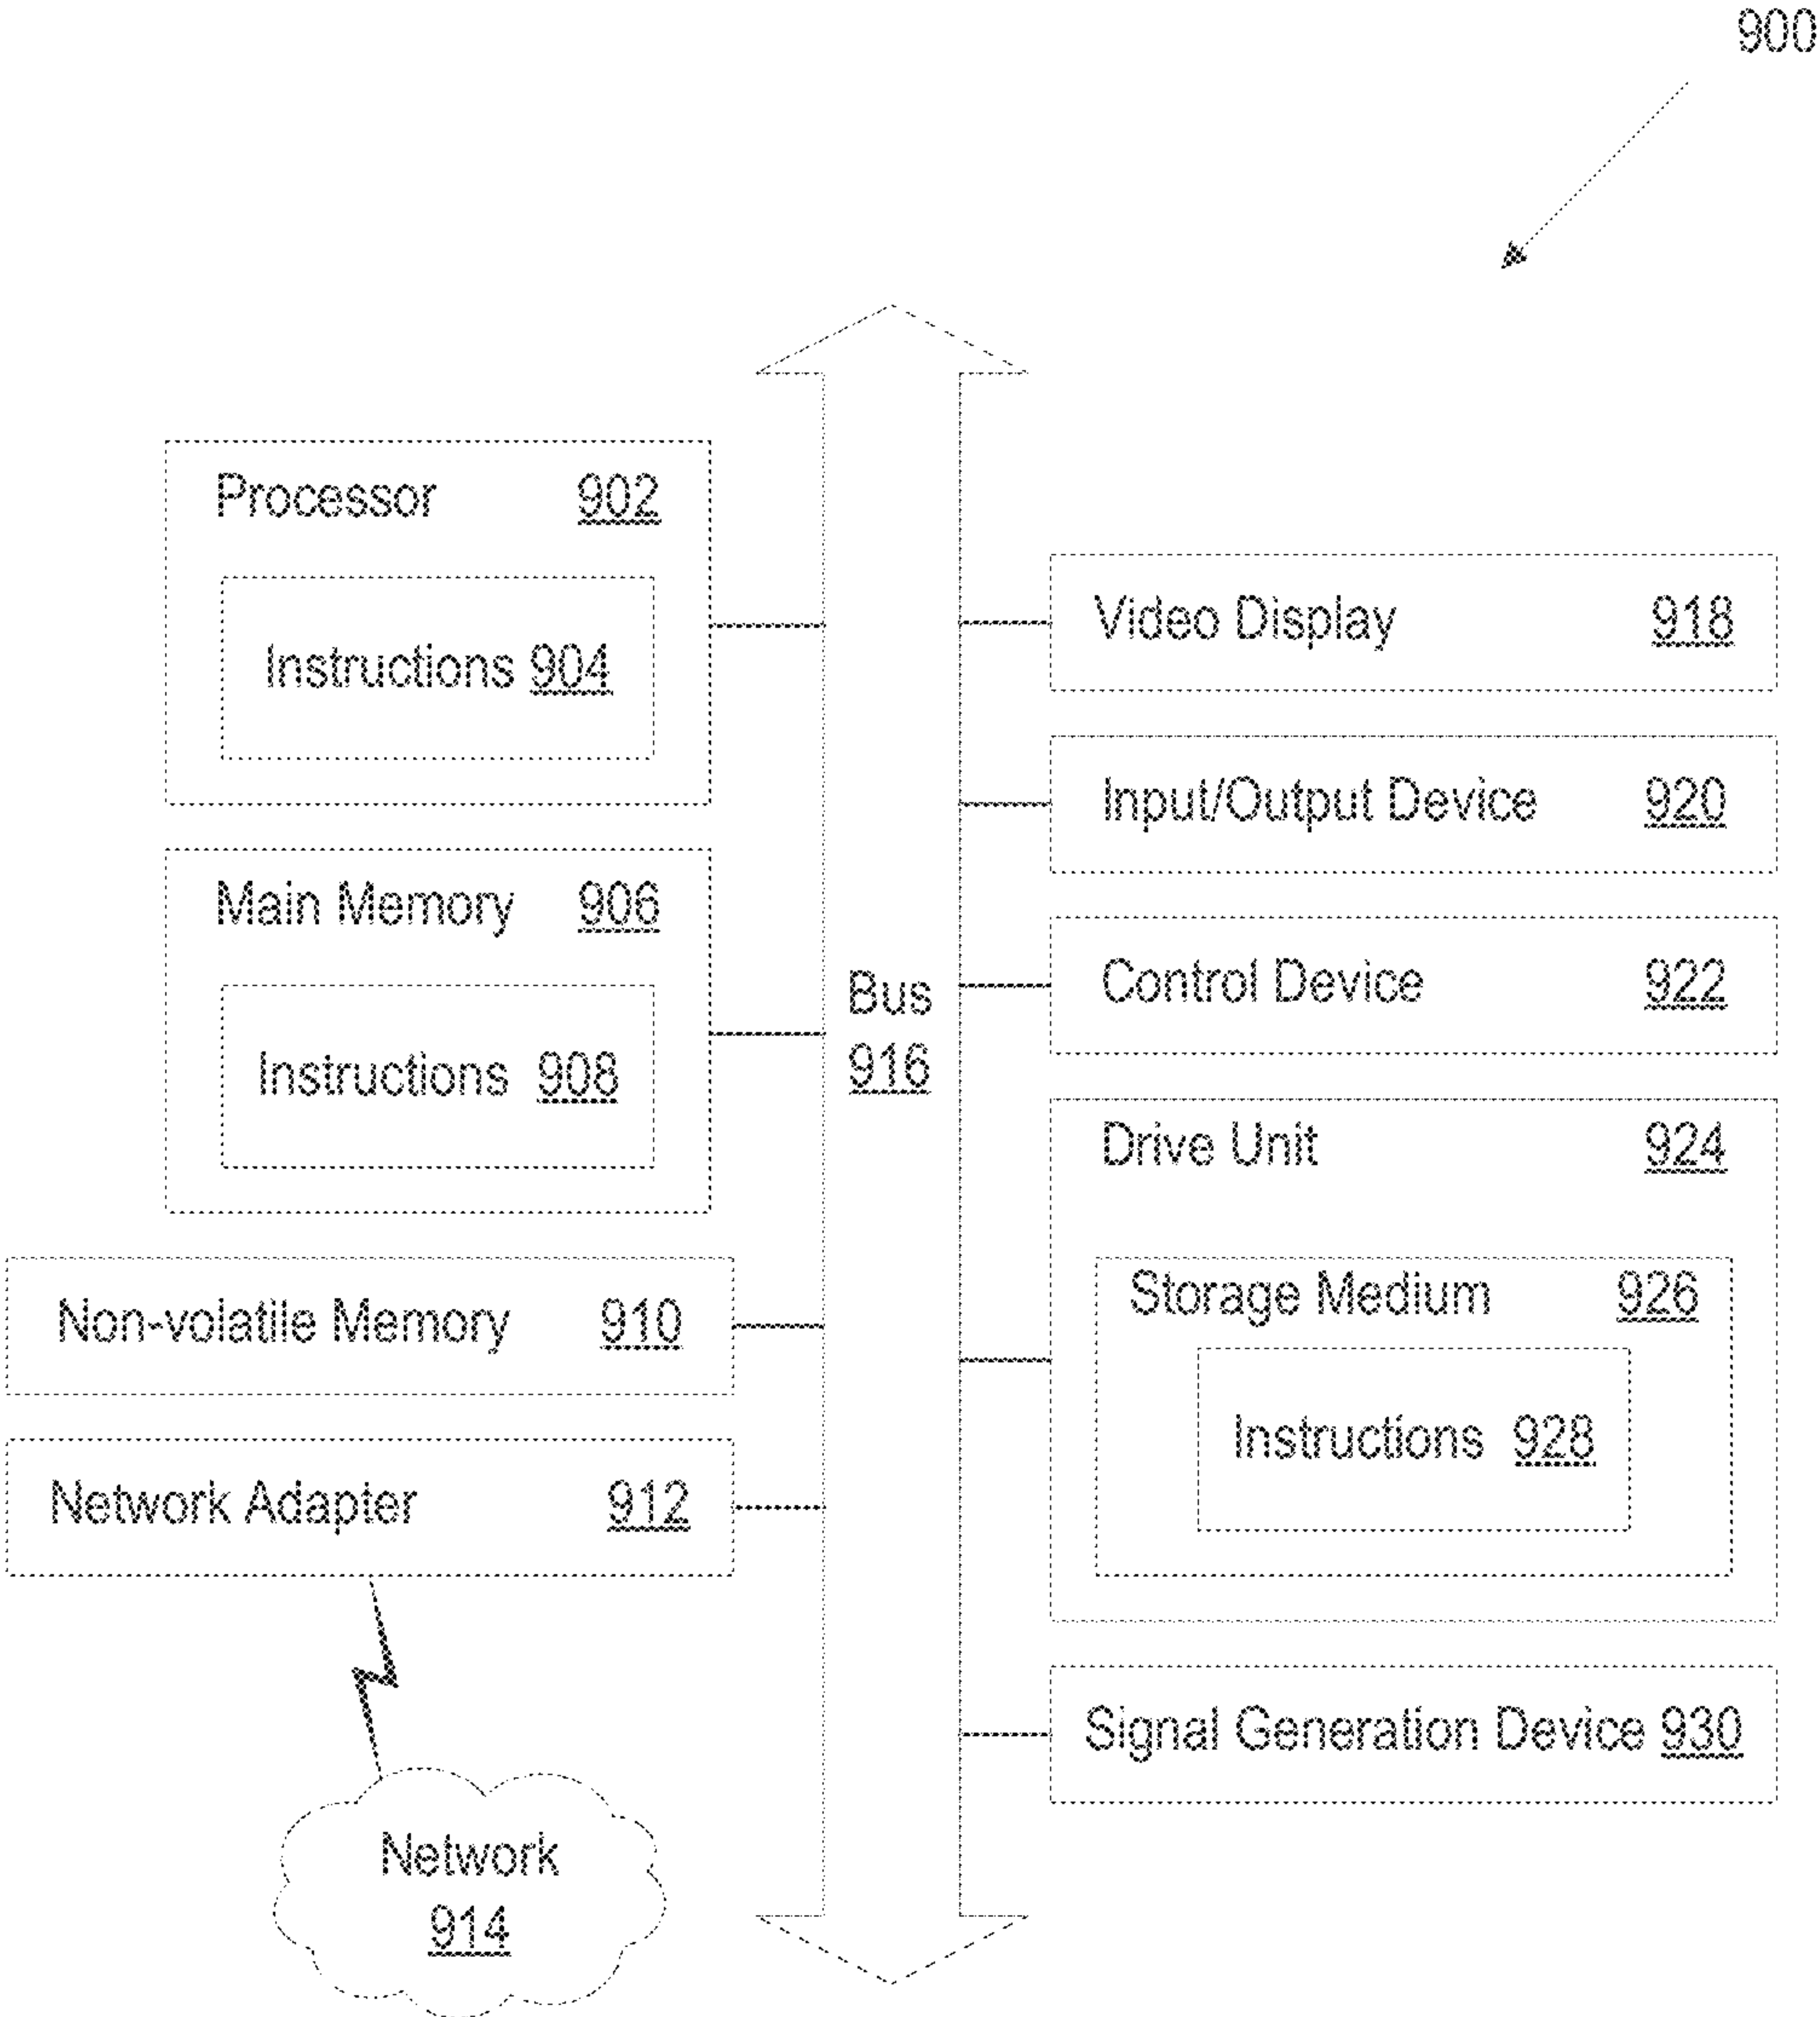 900
Processor 902
Instructions 904
Main Memory 906
Instructions 908
Non-volatile Memory 910
Network Adapter 912
Network
914
Bus
916
Video Display 918
Input/Output Device 920
Control Device 922
Drive Unit 924
Storage Medium 926
Instructions 928
Signal Generation Device 930